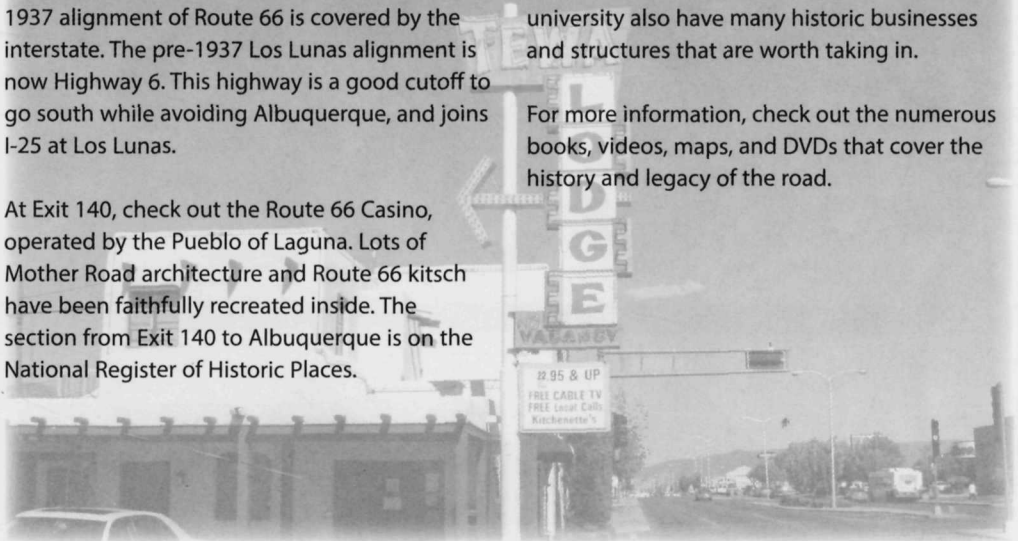 1937 alignment of Route 66 is covered by the
interstate. The pre-1937 Los Lunas alignment is
now Highway 6. This highway is a good cutoff to
go south while avoiding Albuquerque, and joins
I-25 at Los Lunas.
At Exit 140, check out the Route 66 Casino,
operated by the Pueblo of Laguna. Lots of
Mother Road architecture and Route 66 kitsch
have been faithfully recreated inside. The
section from Exit 140 to Albuquerque is on the
National Register of Historic Places.
university also have many historic businesses
and structures that are worth taking in.
For more information, check out the numerous
books, videos, maps, and DVDs that cover the
history and legacy of the road.
TEWA
LODGE
VACANCY
22.95 & UP
FREE CABLE TV
FREE Local Calls
Kitchenette's